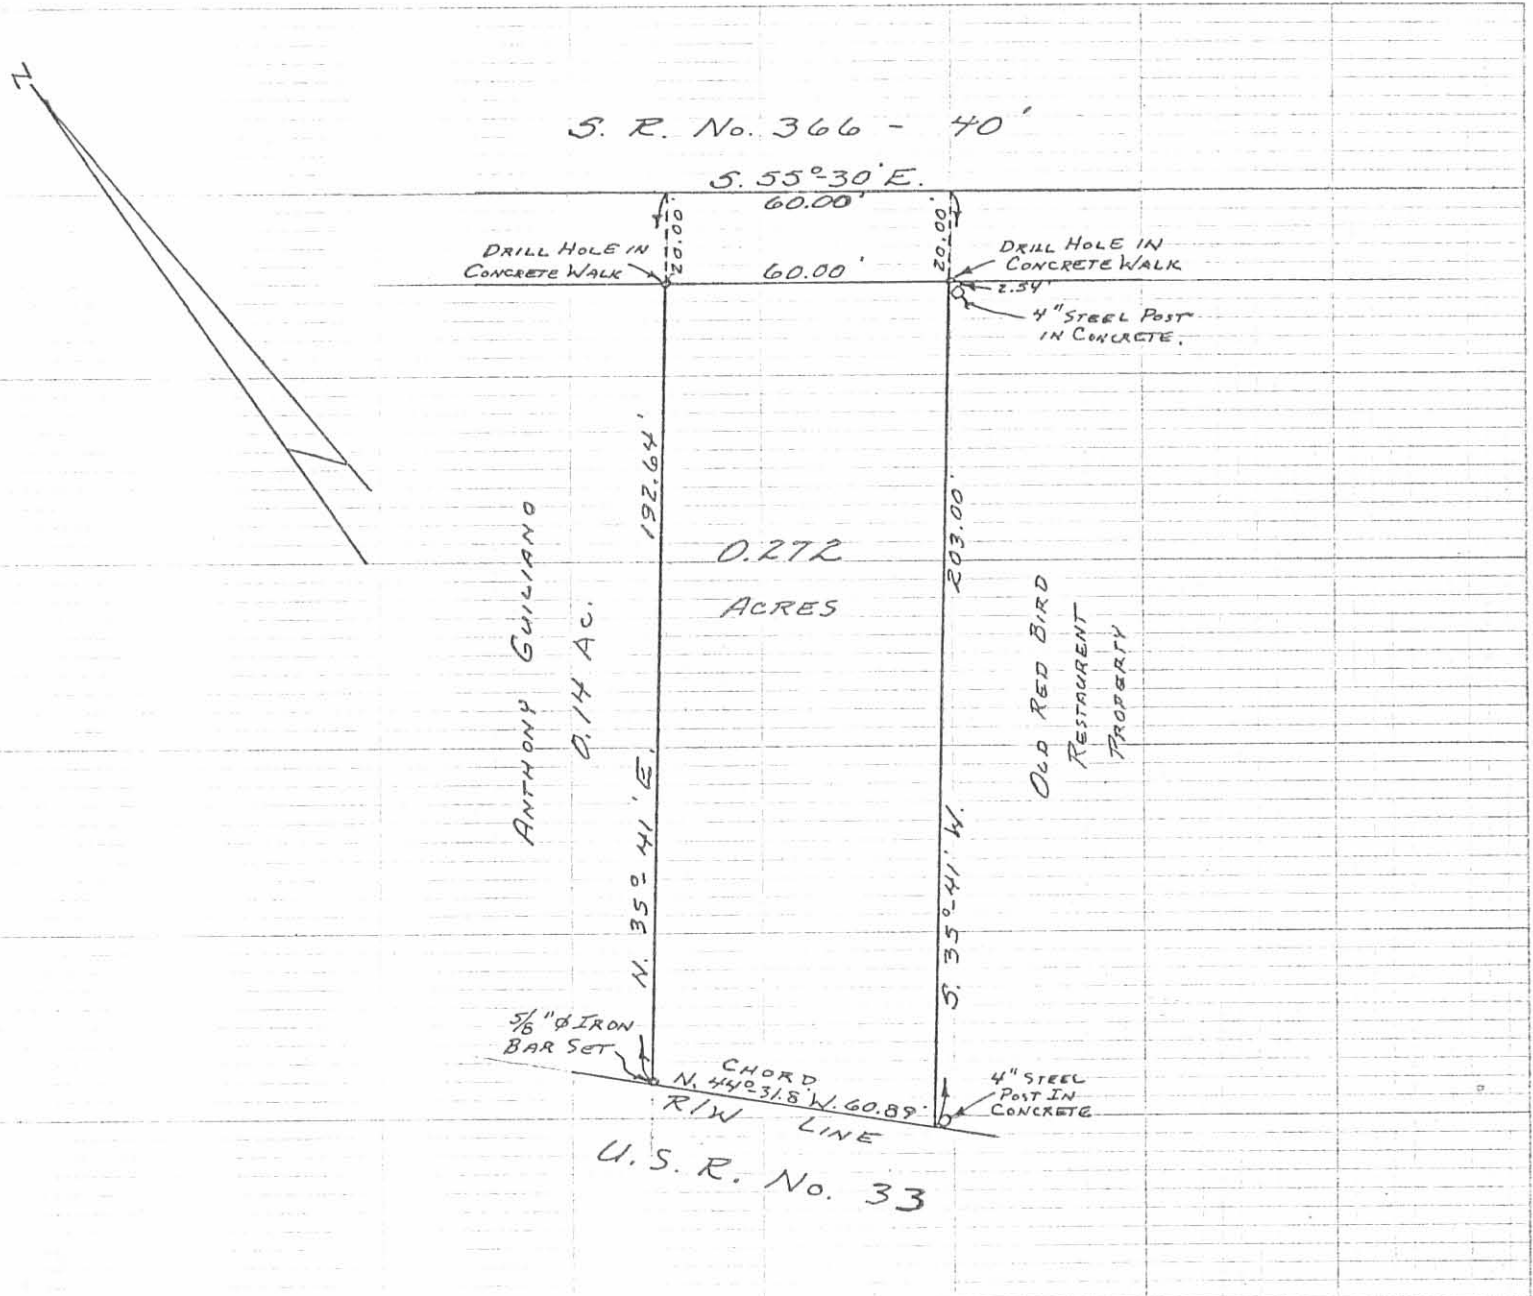 N
S. R. No. 366 - 40'
S. 55°-30' E.
60.00'
20.00'
20.00'
DRILL HOLE IN
CONCRETE WALK
60.00'
DRILL HOLE IN
CONCRETE WALK
2.54'
4" STEEL POST
IN CONCRETE.
192.64'
N. 35°-41' E.
203.00'
S. 35°-41' W.
0.272
ACRES
ANTHONY GUILIANO
0.14 AC.
OLD RED BIRD
RESTAURENT
PROPERTY
5/8" ø IRON
BAR SET
CHORD
N. 44°-31.8' W. 60.89'
R/W LINE
4" STEEL
POST IN
CONCRETE
U.S.R. No. 33